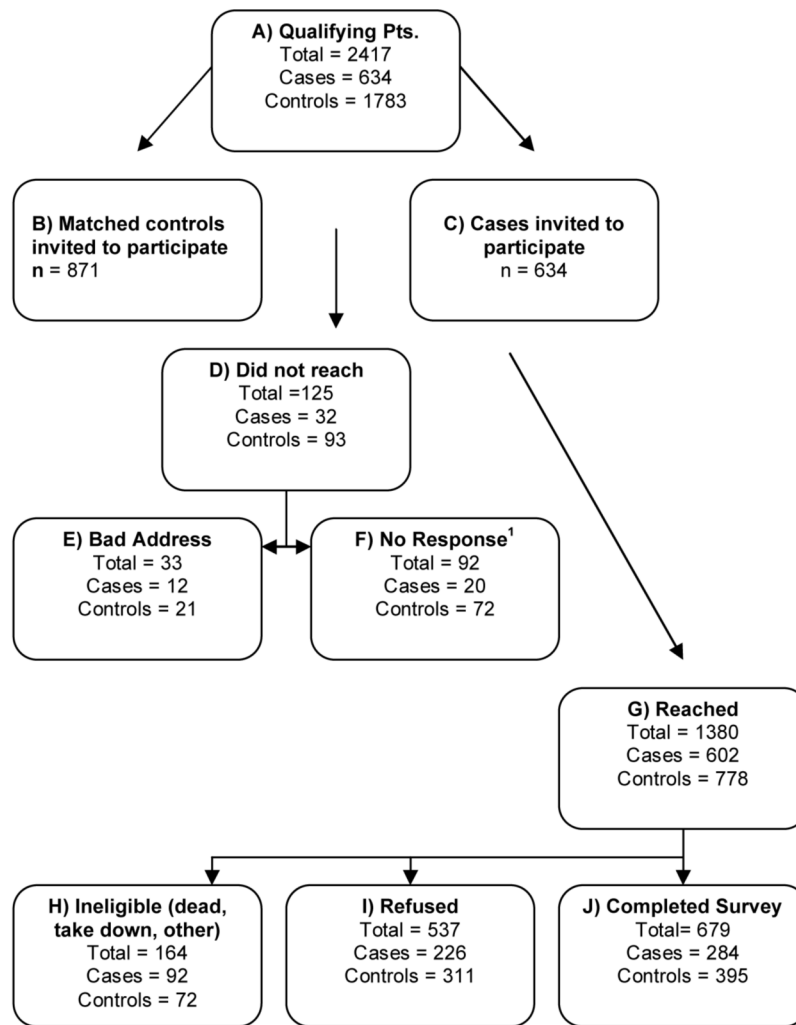 A) Qualifying Pts.
Total = 2417
Cases = 634
Controls = 1783
B) Matched controls
invited to participate
n = 871
C) Cases invited to
participate
n = 634
D) Did not reach
Total =125
Cases = 32
Controls = 93
E) Bad Address
Total = 33
Cases = 12
Controls = 21
F) No Response¹
Total = 92
Cases = 20
Controls = 72
G) Reached
Total = 1380
Cases = 602
Controls = 778
H) Ineligible (dead,
take down, other)
Total = 164
Cases = 92
Controls = 72
I) Refused
Total = 537
Cases = 226
Controls = 311
J) Completed Survey
Total= 679
Cases = 284
Controls = 395